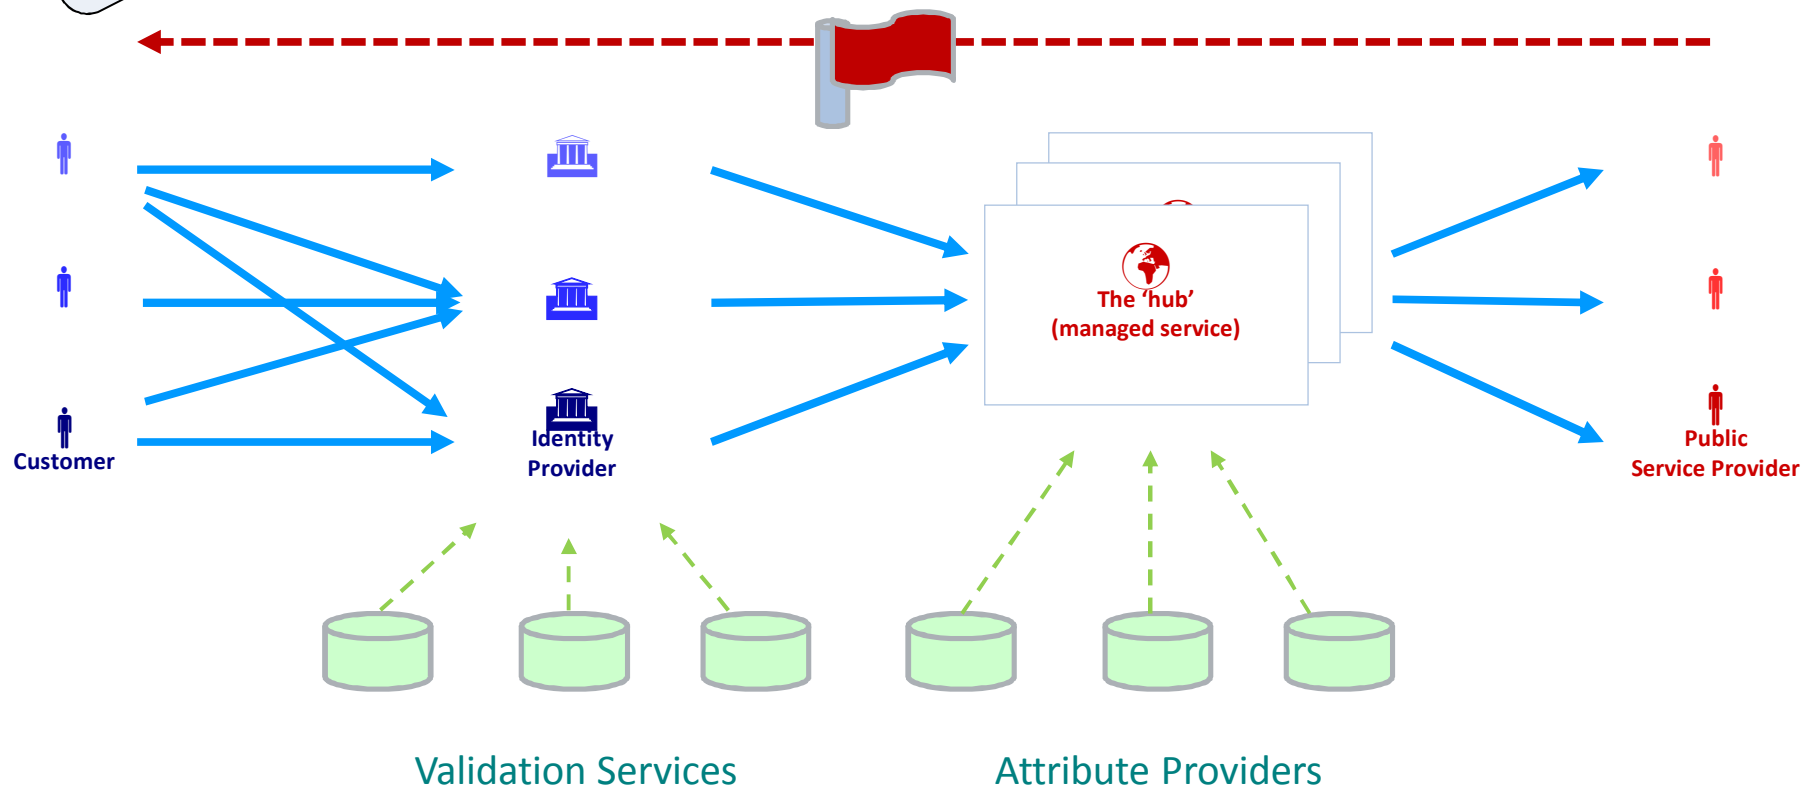 The ‘hub’
(managed service)
Identity
Provider
Customer
Public
Service Provider
Validation Services
Attribute Providers